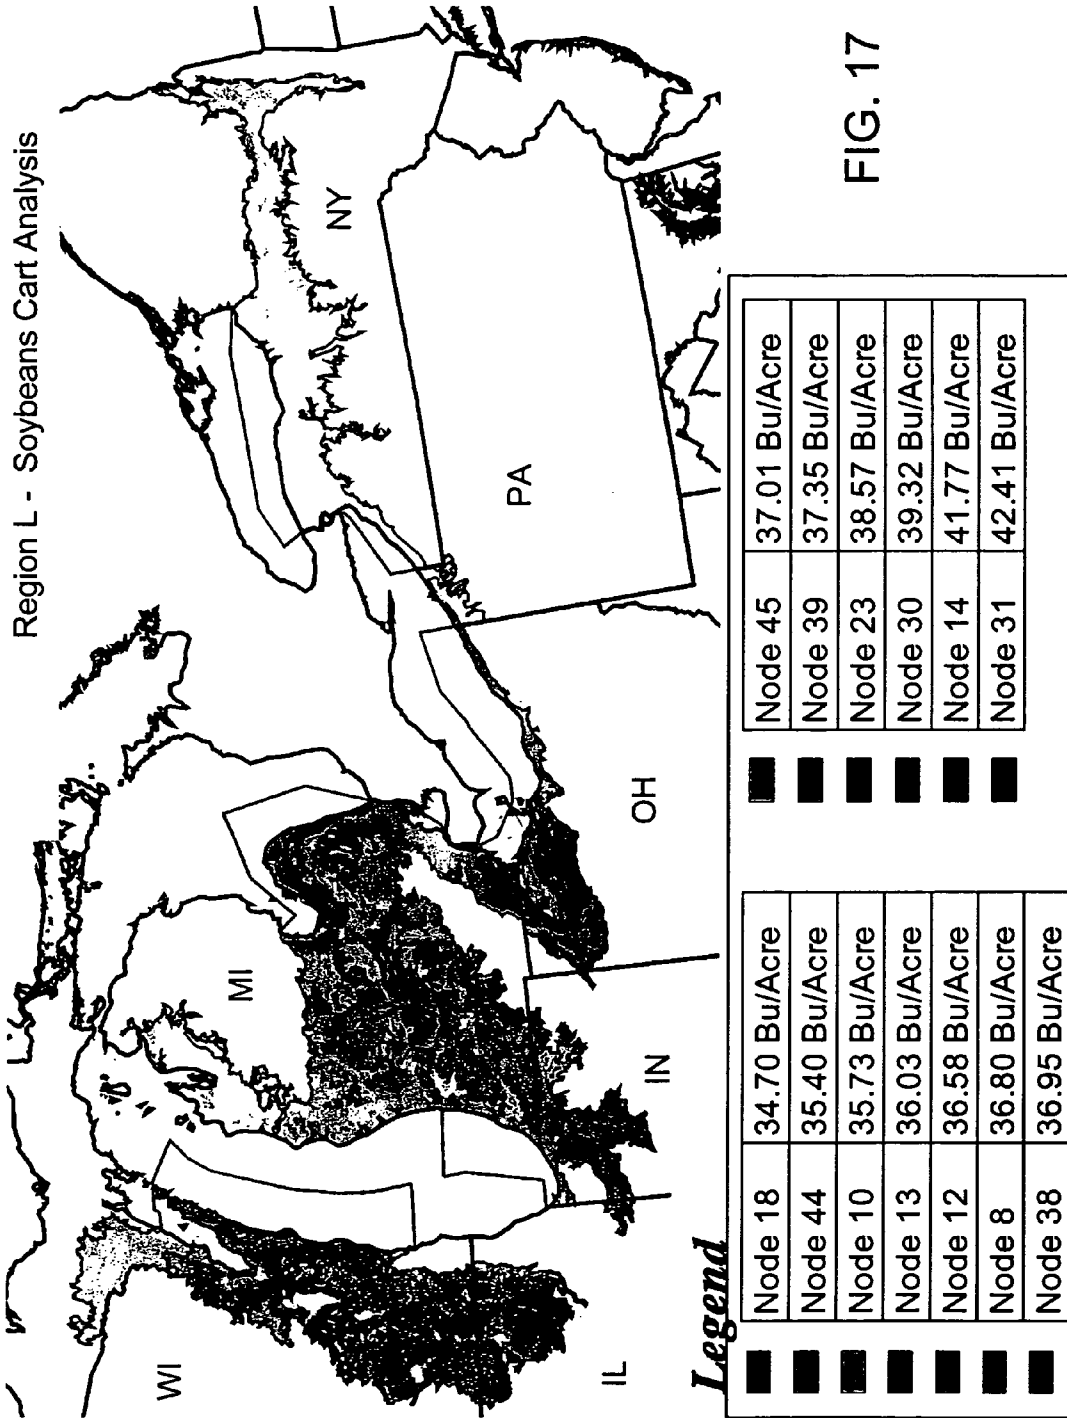 Region L - Soybeans Cart Analysis
WI
MI
NY
PA
OH
IN
IL
Legend
Node 18 34.70 Bu/Acre
Node 44 35.40 Bu/Acre
Node 10 35.73 Bu/Acre
Node 13 36.03 Bu/Acre
Node 12 36.58 Bu/Acre
Node 8 36.80 Bu/Acre
Node 38 36.95 Bu/Acre
Node 45 37.01 Bu/Acre
Node 39 37.35 Bu/Acre
Node 23 38.57 Bu/Acre
Node 30 39.32 Bu/Acre
Node 14 41.77 Bu/Acre
Node 31 42.41 Bu/Acre
FIG. 17